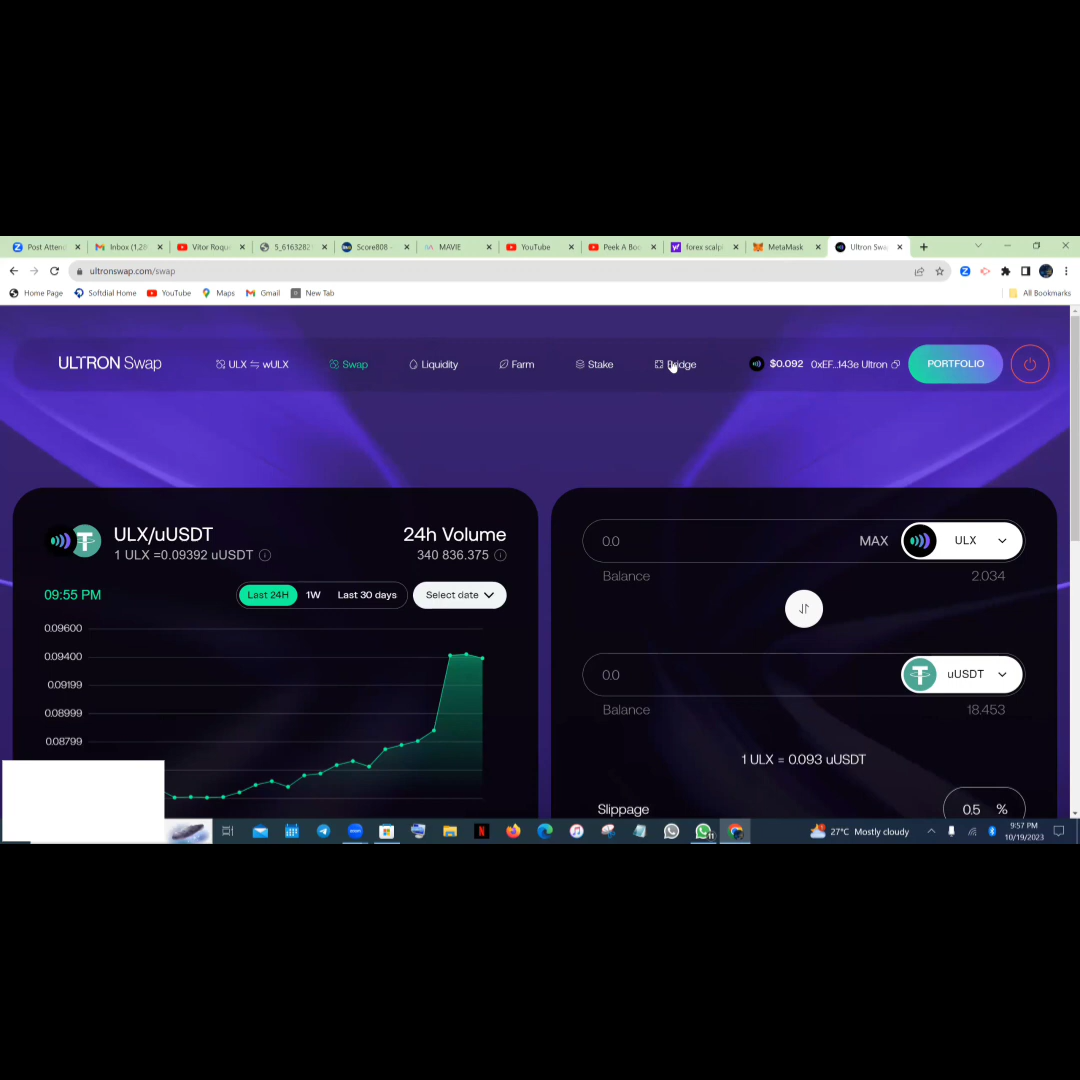 Post Atten
Inbox (1,28
Vitor Roqu
5_6163282
Score808 -
MAVIE
YouTube
Peek A Boo
forex scalp
MetaMask
Ultron Swa
ultronswap.com/swap
Home Page
Softdial Home
YouTube
Maps
Gmail
New Tab
All Bookmarks
ULTRON Swap
ULX ⇋ wULX
Swap
Liquidity
Farm
Stake
Bridge
$0.092
0xEF...143e Ultron
PORTFOLIO
ULX/uUSDT
1 ULX =0.09392 uUSDT
24h Volume
340 836.375
09:55 PM
Last 24H
1W
Last 30 days
Select date
0.09600
0.09400
0.09199
0.08999
0.08799
0.0
MAX
ULX
Balance
2.034
0.0
uUSDT
Balance
18.453
1 ULX = 0.093 uUSDT
Slippage
0.5 %
27°C Mostly cloudy
9:57 PM
10/19/2023